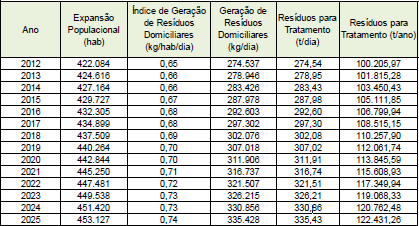 Ano Expansão Populacional (hab) Índice de Geração de Resíduos Domiciliares (kg/hab/dia) Geração de Resíduos Domiciliares (kg/dia) Resíduos para Tratamento (t/dia) Resíduos para Tratamento (t/ano)
2012 422.084 0,65 274.537 274,54 100.205,97
2013 424.616 0,66 278.946 278,95 101.815,28
2014 427.164 0,66 283.426 283,43 103.450,43
2015 429.727 0,67 287.978 287,98 105.111,85
2016 432.305 0,68 292.603 292,60 106.799,94
2017 434.899 0,68 297.302 297,30 108.515,15
2018 437.509 0,69 302.076 302,08 110.257,90
2019 440.264 0,70 307.018 307,02 112.061,74
2020 442.844 0,70 311.906 311,91 113.845,59
2021 445.250 0,71 316.737 316,74 115.608,93
2022 447.481 0,72 321.507 321,51 117.349,94
2023 449.538 0,73 326.215 326,21 119.068,33
2024 451.420 0,73 330.856 330,86 120.762,48
2025 453.127 0,74 335.428 335,43 122.431,26